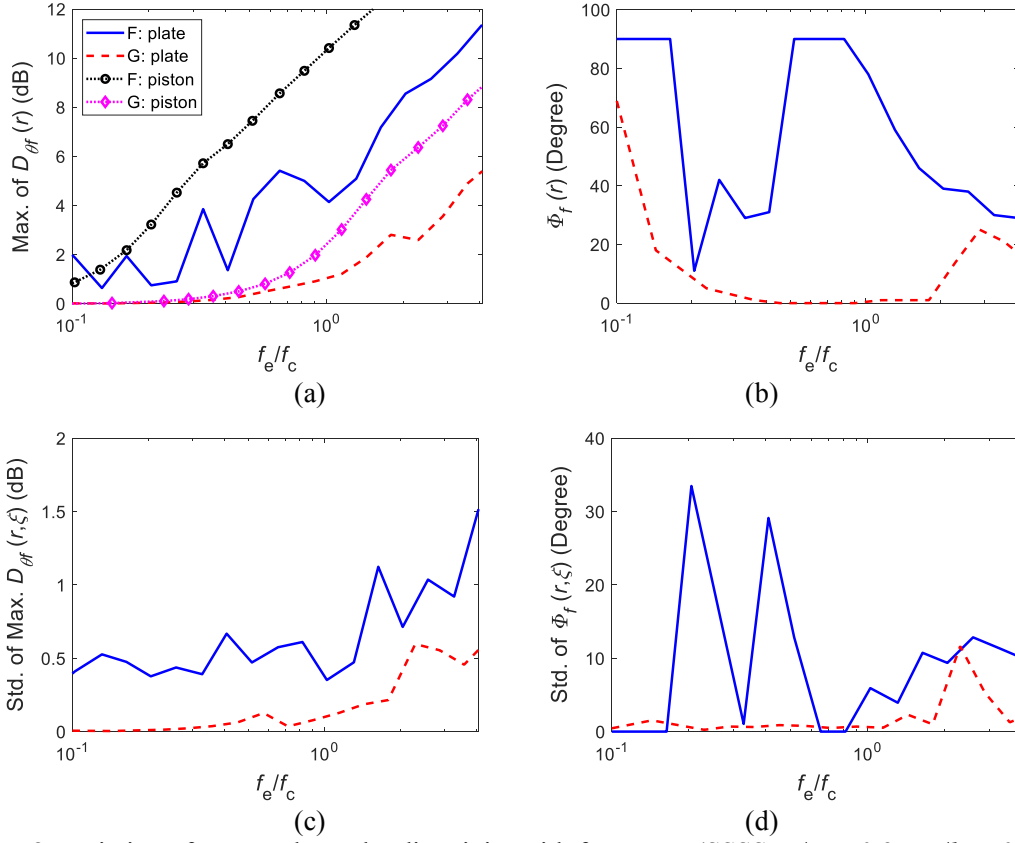 12
10
8
6
4
2
0
Max. of D_θf (r) (dB)
F: plate
G: plate
F: piston
G: piston
10^-1
10^0
f_e/f_c
(a)
100
80
60
40
20
0
Φ_f (r) (Degree)
10^-1
10^0
f_e/f_c
(b)
2
1.5
1
0.5
0
Std. of Max. D_θf (r,ξ) (dB)
10^-1
10^0
f_e/f_c
(c)
40
30
20
10
0
Std. of Φ_f (r,ξ) (Degree)
10^-1
10^0
f_e/f_c
(d)